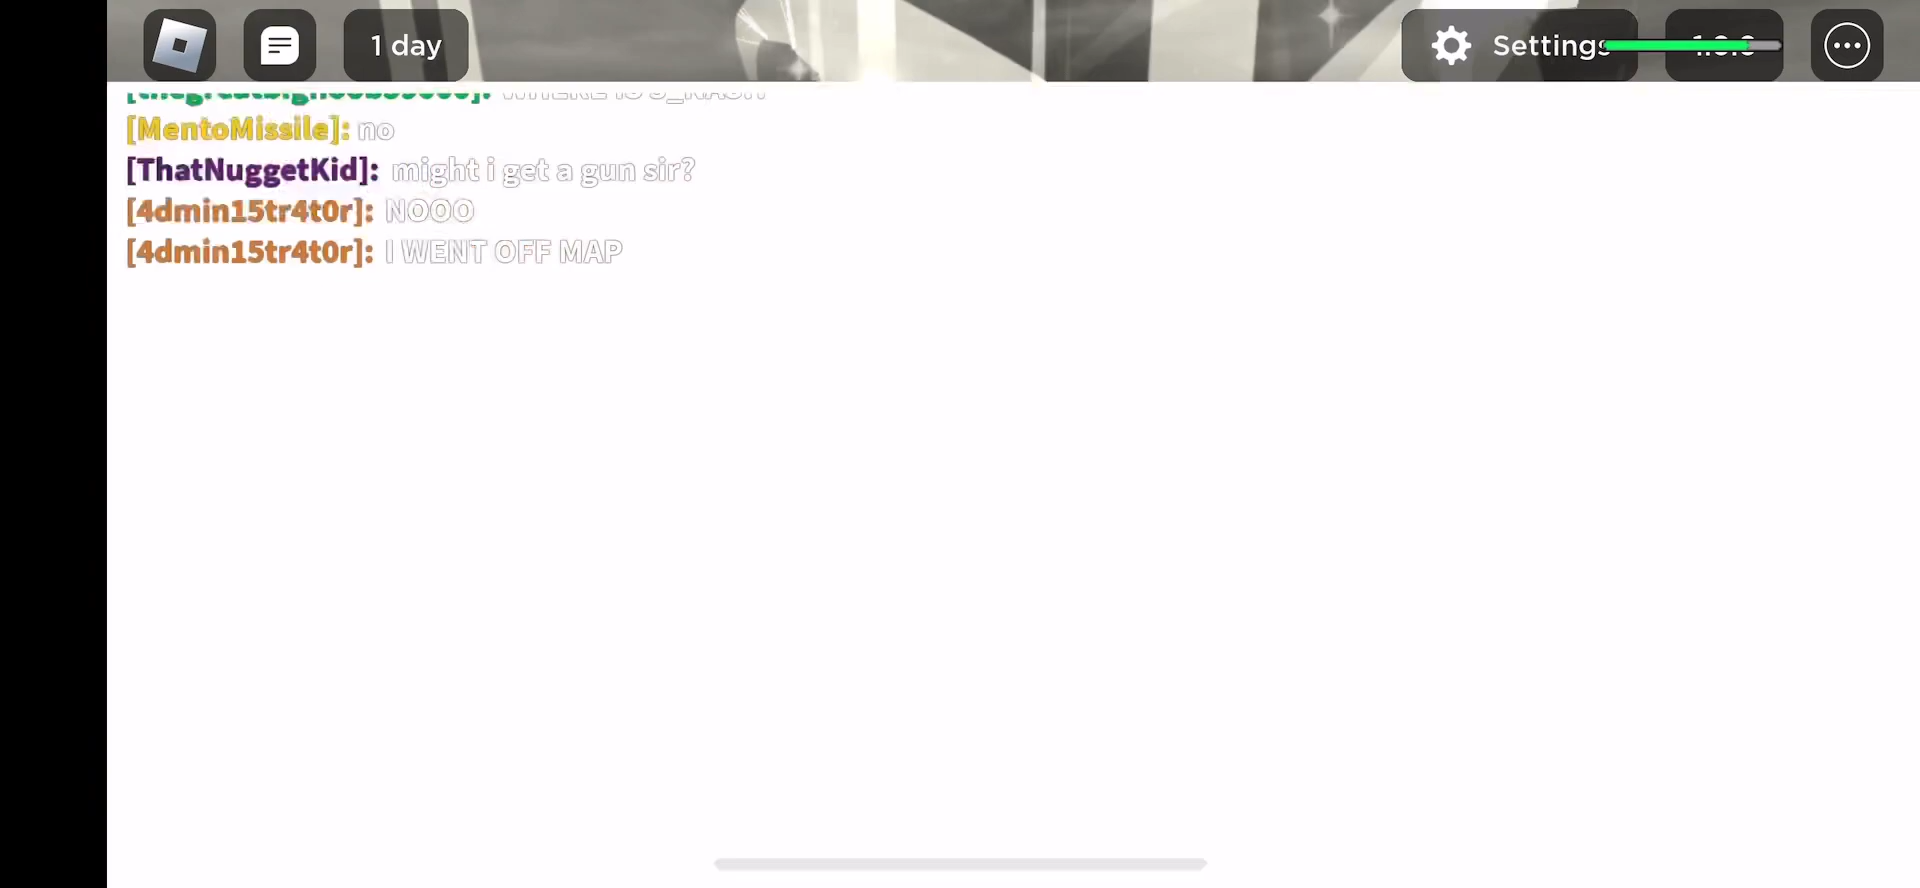 1 day
Settings
[MentoMissile]: no
[ThatNuggetKid]: might i get a gun sir?
[4dmin15tr4t0r]: NOOO
[4dmin15tr4t0r]: I WENT OFF MAP